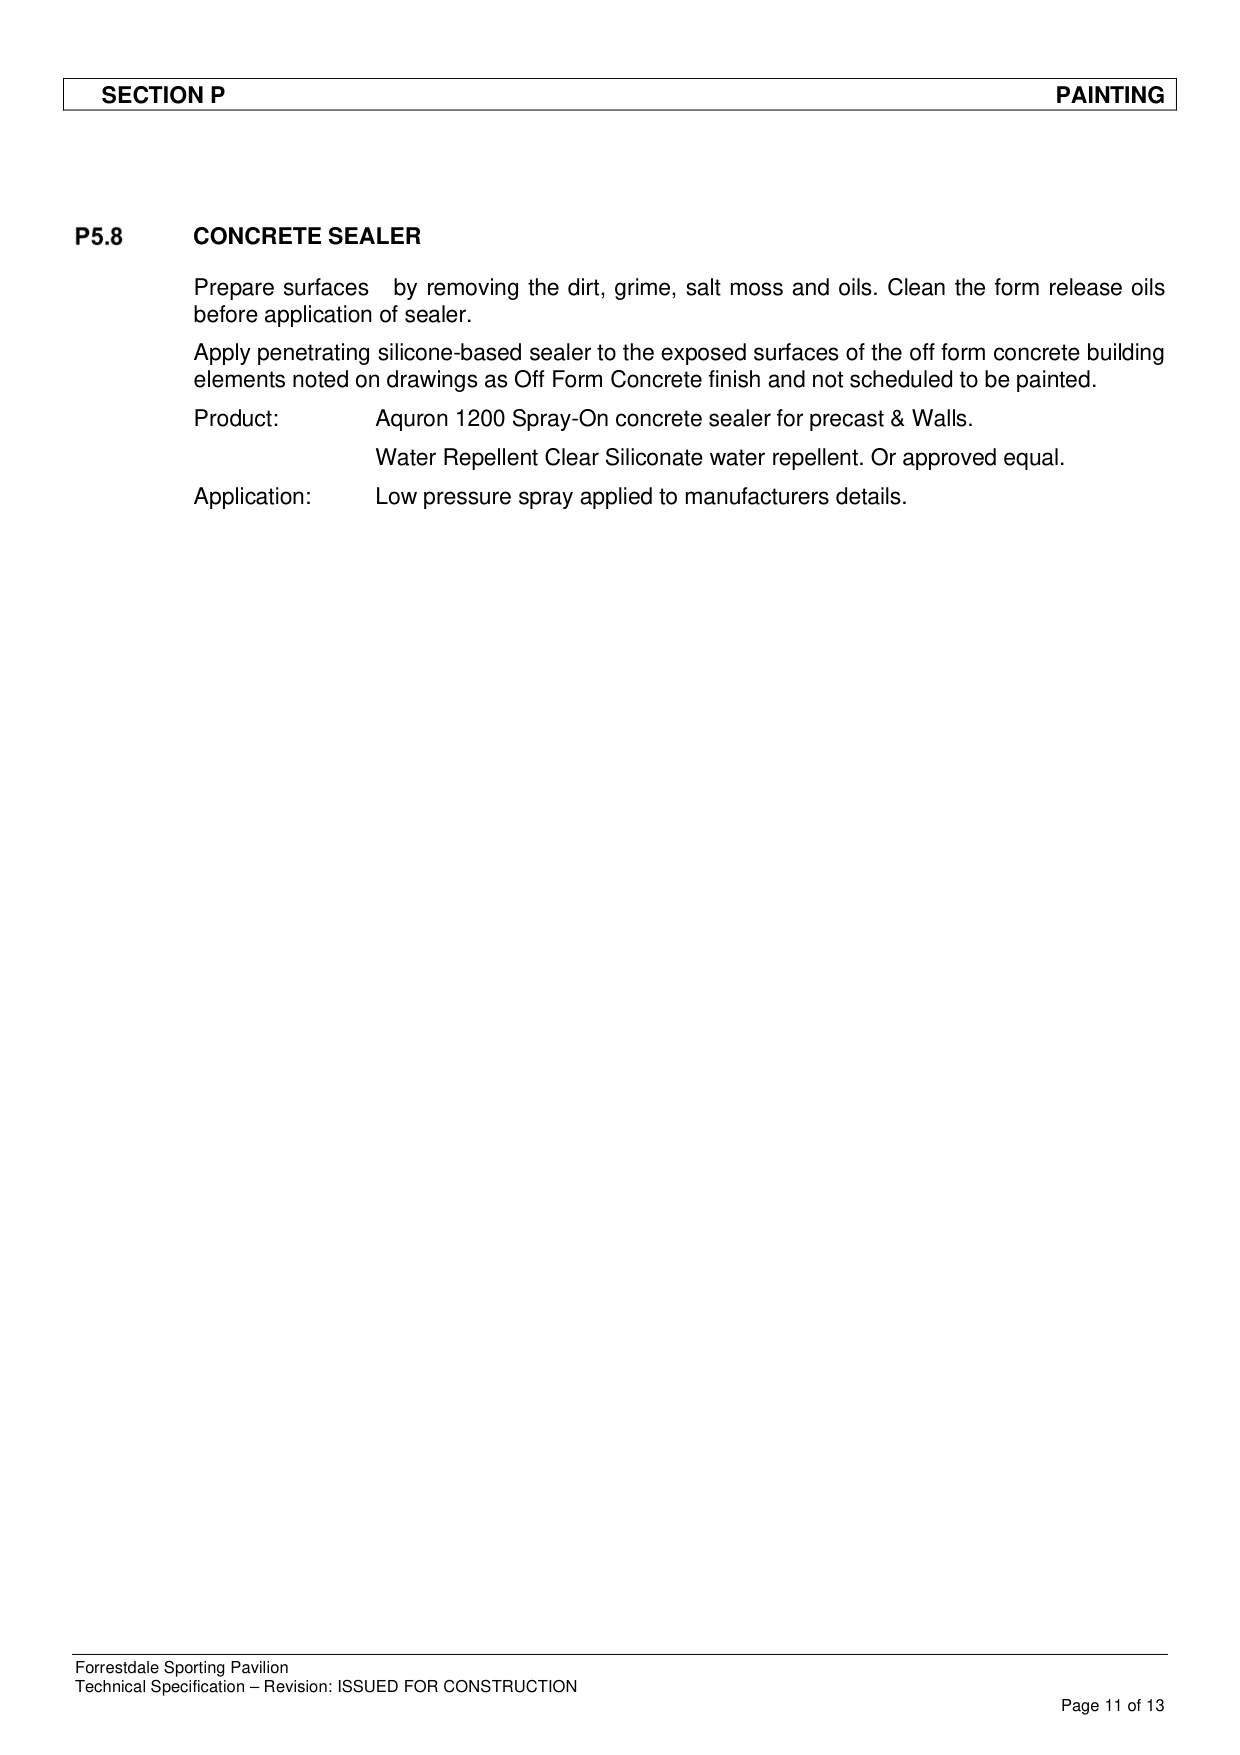 SECTION P PAINTING
P5.8 CONCRETE SEALER
Prepare surfaces by removing the dirt, grime, salt moss and oils. Clean the form release oils
before application of sealer.
Apply penetrating silicone-based sealer to the exposed surfaces of the off form concrete building
elements noted on drawings as Off Form Concrete finish and not scheduled to be painted.
Product: Aquron 1200 Spray-On concrete sealer for precast & Walls.
Water Repellent Clear Siliconate water repellent. Or approved equal.
Application: Low pressure spray applied to manufacturers details.
Forrestdale Sporting Pavilion
Technical Specification – Revision: ISSUED FOR CONSTRUCTION
Page 11 of 13